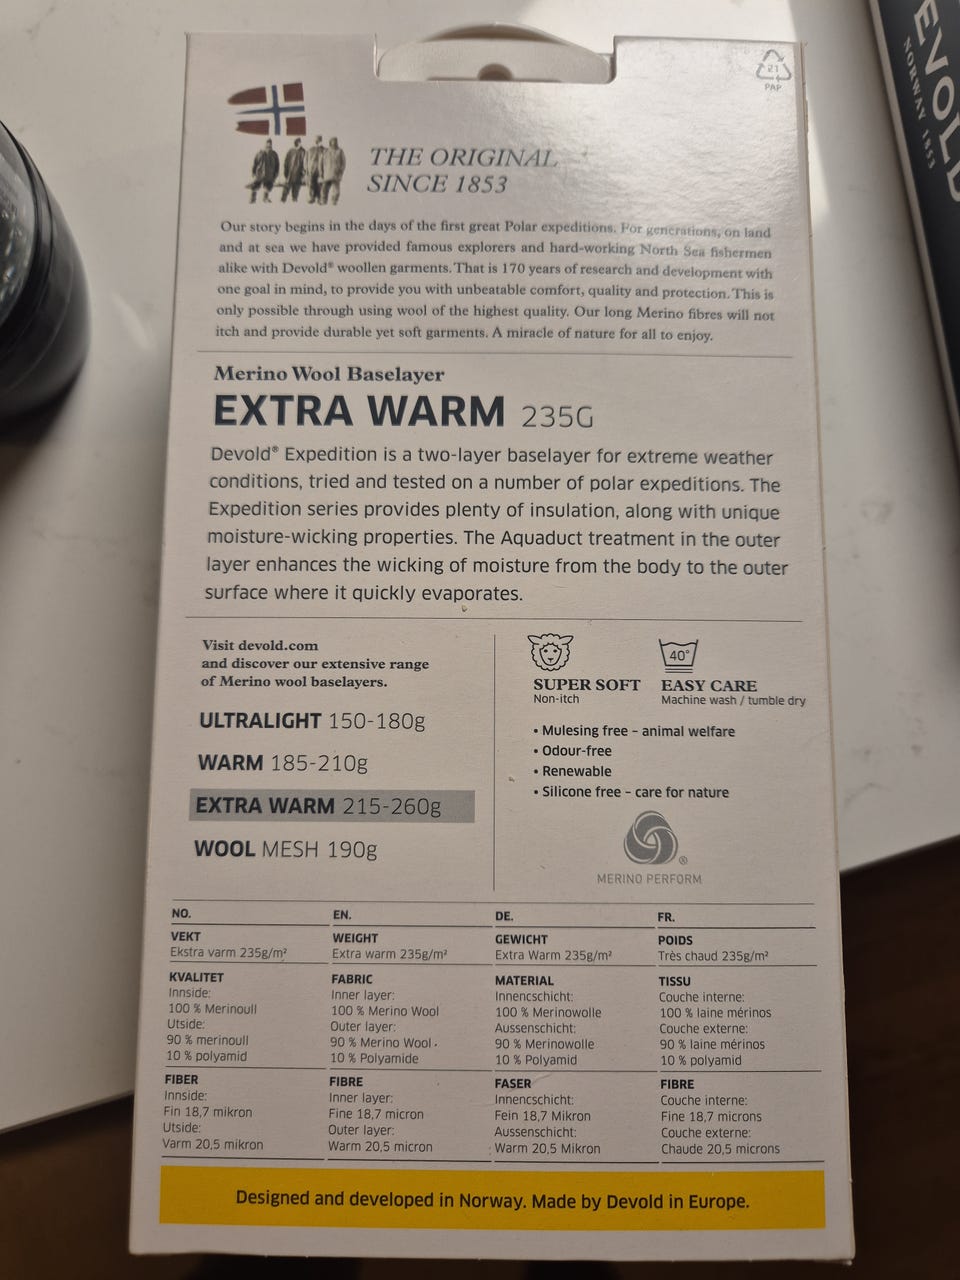 21
PAP
THE ORIGINAL
SINCE 1853
Our story begins in the days of the first great Polar expeditions. For generations, on land
and at sea we have provided famous explorers and hard-working North Sea fishermen
alike with Devold® woollen garments. That is 170 years of research and development with
one goal in mind, to provide you with unbeatable comfort, quality and protection. This is
only possible through using wool of the highest quality. Our long Merino fibres will not
itch and provide durable yet soft garments. A miracle of nature for all to enjoy.
Merino Wool Baselayer
EXTRA WARM 235G
Devold® Expedition is a two-layer baselayer for extreme weather
conditions, tried and tested on a number of polar expeditions. The
Expedition series provides plenty of insulation, along with unique
moisture-wicking properties. The Aquaduct treatment in the outer
layer enhances the wicking of moisture from the body to the outer
surface where it quickly evaporates.
Visit devold.com
and discover our extensive range
of Merino wool baselayers.
ULTRALIGHT 150-180g
WARM 185-210g
EXTRA WARM 215-260g
WOOL MESH 190g
SUPER SOFT
Non-itch
40°
EASY CARE
Machine wash / tumble dry
• Mulesing free – animal welfare
• Odour-free
• Renewable
• Silicone free – care for nature
®
MERINO PERFORM
NO.
VEKT
Ekstra varm 235g/m²
KVALITET
Innside:
100 % Merinoull
Utside:
90 % merinoull
10 % polyamid
FIBER
Innside:
Fin 18,7 mikron
Utside:
Varm 20,5 mikron
EN.
WEIGHT
Extra warm 235g/m²
FABRIC
Inner layer:
100 % Merino Wool
Outer layer:
90 % Merino Wool
10 % Polyamide
FIBRE
Inner layer:
Fine 18,7 micron
Outer layer:
Warm 20,5 micron
DE.
GEWICHT
Extra Warm 235g/m²
MATERIAL
Innencschicht:
100 % Merinowolle
Aussenschicht:
90 % Merinowolle
10 % Polyamid
FASER
Innencschicht:
Fein 18,7 Mikron
Aussenschicht:
Warm 20,5 Mikron
FR.
POIDS
Très chaud 235g/m²
TISSU
Couche interne:
100 % laine mérinos
Couche externe:
90 % laine mérinos
10 % polyamid
FIBRE
Couche interne:
Fine 18,7 microns
Couche externe:
Chaude 20,5 microns
Designed and developed in Norway. Made by Devold in Europe.
EVOLD
NORWAY 1853